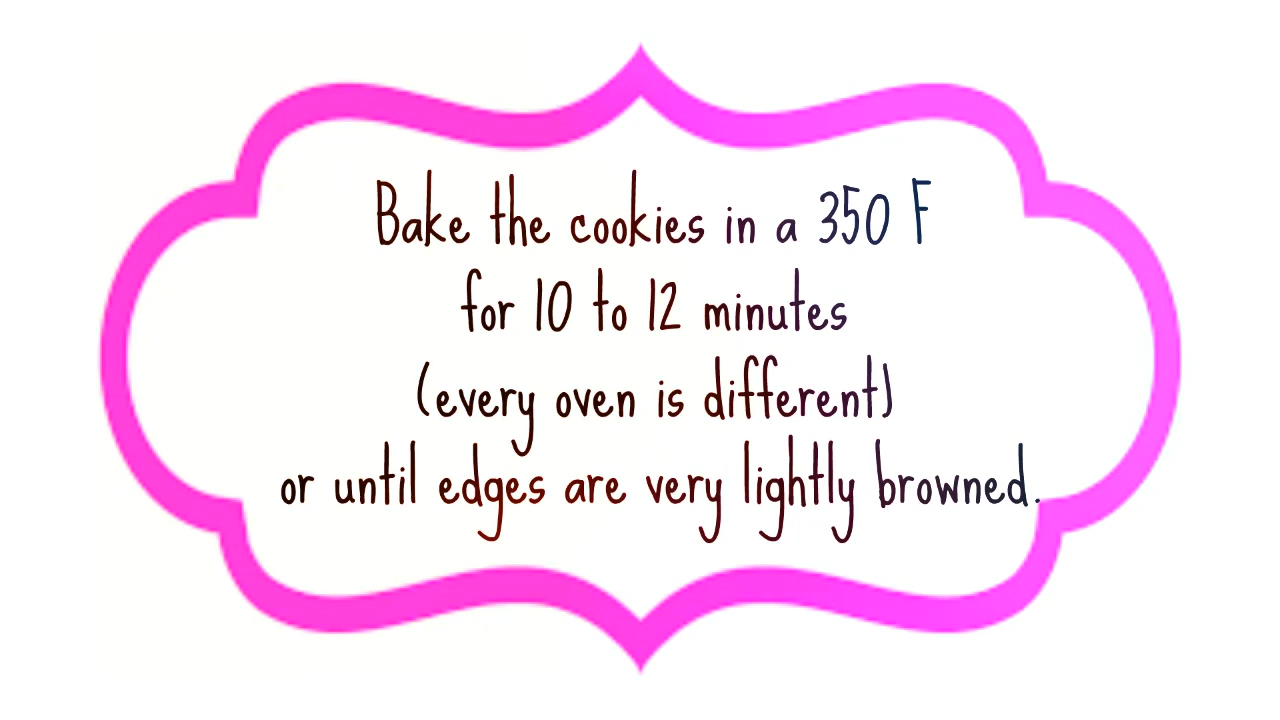 Bake the cookies in a 350 F
for 10 to 12 minutes
(every oven is different)
or until edges are very lightly browned.